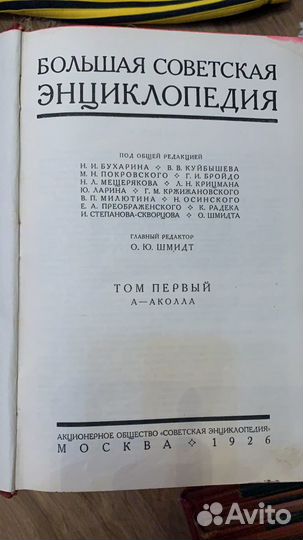 БОЛЬШАЯ СОВЕТСКАЯ
ЭНЦИКЛОПЕДИЯ
ПОД ОБЩЕЙ РЕДАКЦИЕЙ
Н. И. БУХАРИНА ✧ В. В. КУЙБЫШЕВА
М. Н. ПОКРОВСКОГО ✧ Г. И. БРОЙДО
Н. Л. МЕЩЕРЯКОВА ✧ Л. Н. КРИЦМАНА
Ю. ЛАРИНА ✧ Г. М. КРЖИЖАНОВСКОГО
В. П. МИЛЮТИНА ✧ Н. ОСИНСКОГО
Е. А. ПРЕОБРАЖЕНСКОГО ✧ К. РАДЕКА
И. СТЕПАНОВА-СКВОРЦОВА ✧ О. ШМИДТА
ГЛАВНЫЙ РЕДАКТОР
О. Ю. ШМИДТ
ТОМ ПЕРВЫЙ
А—АКОЛЛА
АКЦИОНЕРНОЕ ОБЩЕСТВО «СОВЕТСКАЯ ЭНЦИКЛОПЕДИЯ»
МОСКВА ✧ 1926
Avito